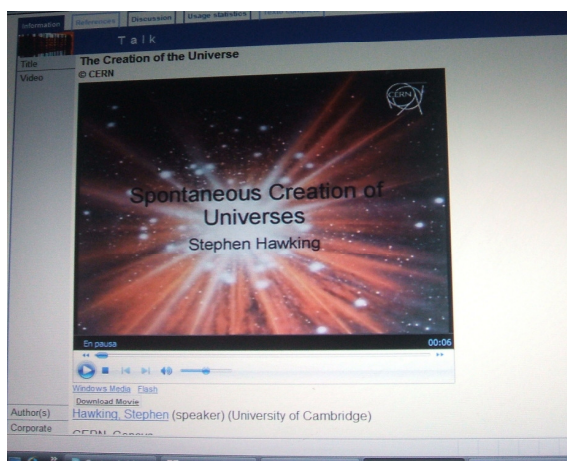 Information
References
Discussion
Usage statistics
Talk
Title
The Creation of the Universe
Video
© CERN
CERN
Spontaneous Creation of
Universes
Stephen Hawking
En pausa 00:06
Windows Media Flash
Download Movie
Author(s)
Hawking, Stephen (speaker) (University of Cambridge)
Corporate
CERN. Geneva